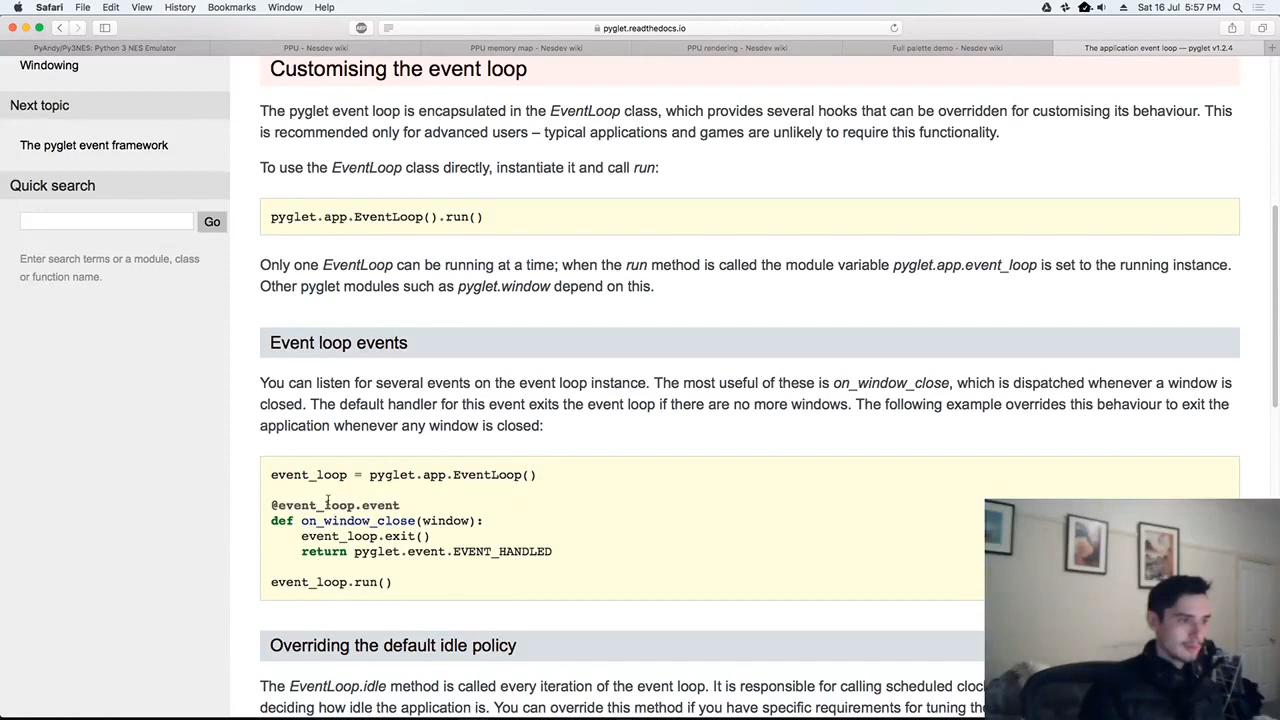 Safari File Edit View History Bookmarks Window Help Sat 16 Jul 5:57 PM
pyglet.readthedocs.io
PyAndy/Py3NES: Python 3 NES Emulator PPU - Nesdev wiki PPU memory map - Nesdev wiki PPU rendering - Nesdev wiki Full palette demo - Nesdev wiki The application event loop — pyglet v1.2.4
Windowing
Next topic
The pyglet event framework
Quick search
Go
Enter search terms or a module, class
or function name.
Customising the event loop
The pyglet event loop is encapsulated in the EventLoop class, which provides several hooks that can be overridden for customising its behaviour. This
is recommended only for advanced users – typical applications and games are unlikely to require this functionality.
To use the EventLoop class directly, instantiate it and call run:
pyglet.app.EventLoop().run()
Only one EventLoop can be running at a time; when the run method is called the module variable pyglet.app.event_loop is set to the running instance.
Other pyglet modules such as pyglet.window depend on this.
Event loop events
You can listen for several events on the event loop instance. The most useful of these is on_window_close, which is dispatched whenever a window is
closed. The default handler for this event exits the event loop if there are no more windows. The following example overrides this behaviour to exit the
application whenever any window is closed:
event_loop = pyglet.app.EventLoop()
@event_loop.event
def on_window_close(window):
event_loop.exit()
return pyglet.event.EVENT_HANDLED
event_loop.run()
Overriding the default idle policy
The EventLoop.idle method is called every iteration of the event loop. It is responsible for calling scheduled cloc
deciding how idle the application is. You can override this method if you have specific requirements for tuning the